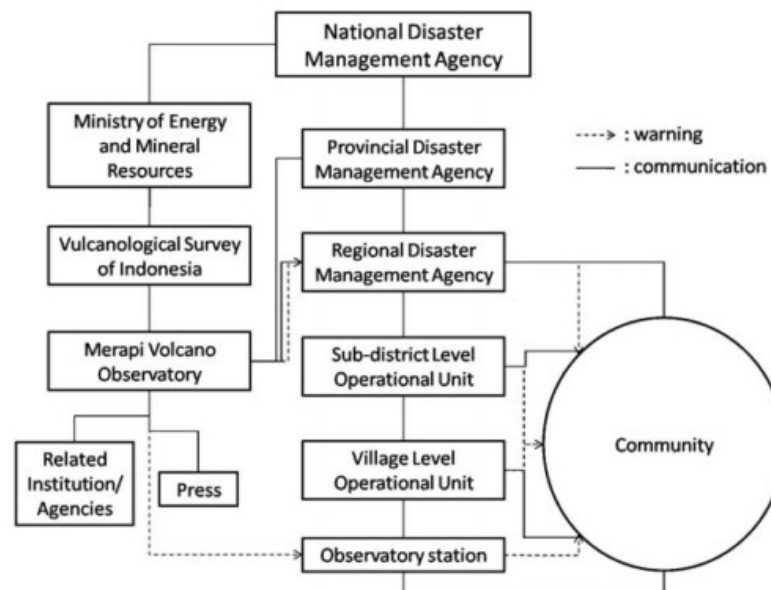 National Disaster
Management Agency
Ministry of Energy
and Mineral
Resources
Provincial Disaster
Management Agency
: warning
: communication
Vulcanological Survey
of Indonesia
Regional Disaster
Management Agency
Merapi Volcano
Observatory
Sub-district Level
Operational Unit
Related
Institution/
Agencies
Press
Village Level
Operational Unit
Community
Observatory station